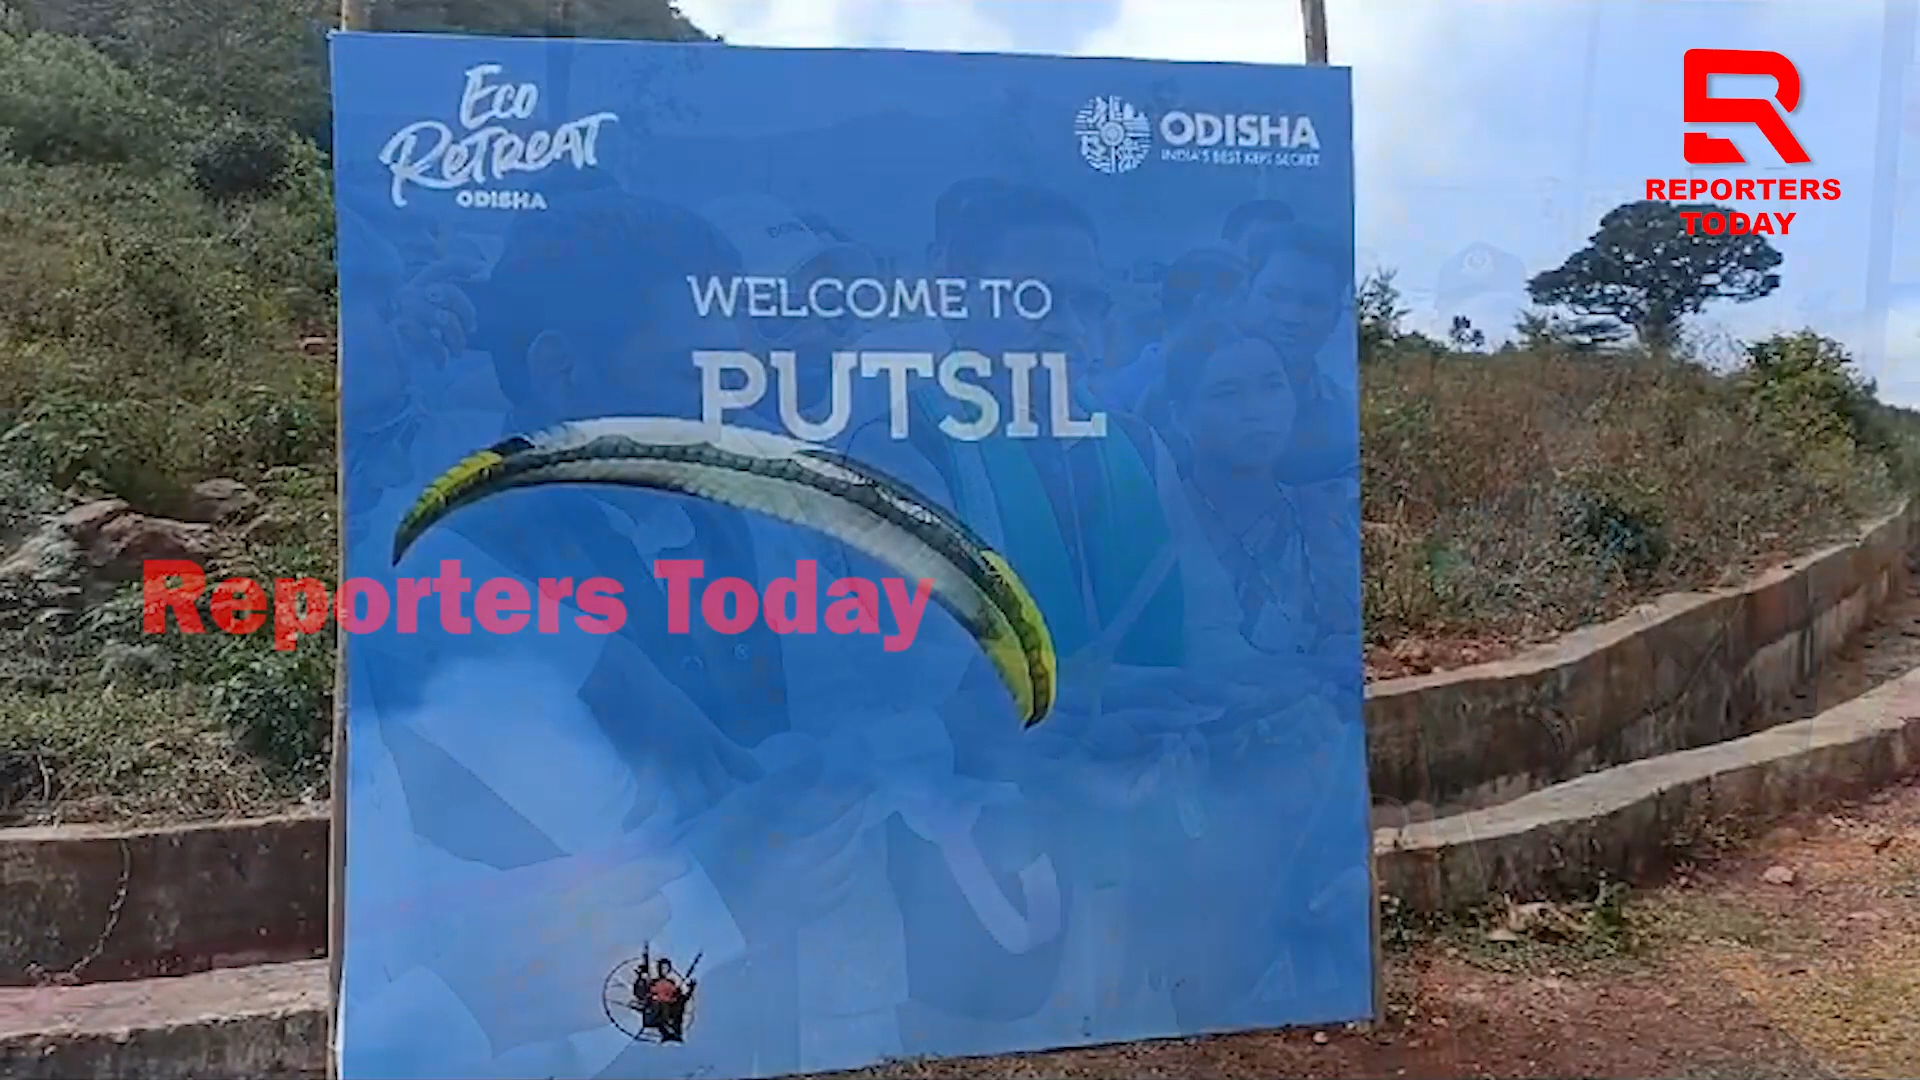 Eco
ReTReaT
ODISHA
ODISHA
INDIA'S BEST KEPT SECRET
REPORTERS
TODAY
WELCOME TO
PUTSIL
Reporters Today